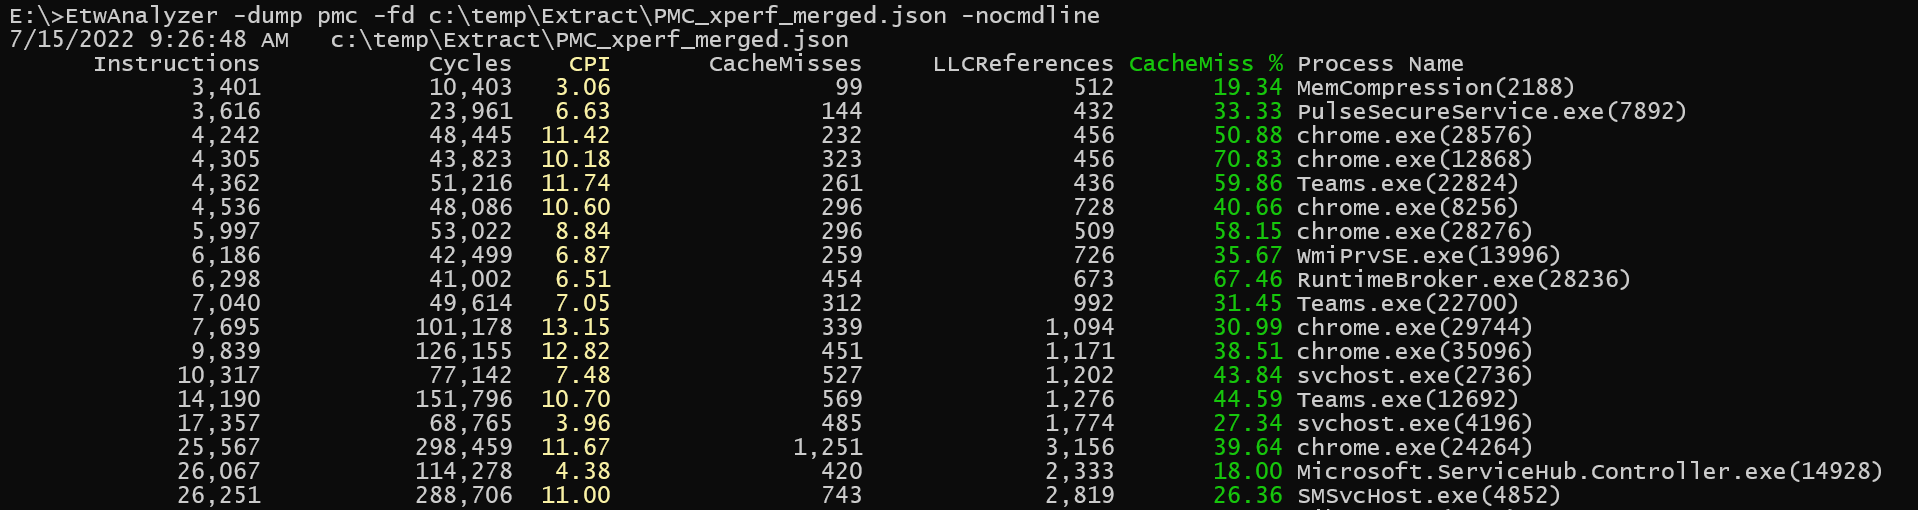 E:\>EtwAnalyzer -dump pmc -fd c:\temp\Extract\PMC_xperf_merged.json -nocmdline
7/15/2022 9:26:48 AM   c:\temp\Extract\PMC_xperf_merged.json
Instructions Cycles CPI CacheMisses LLCReferences CacheMiss % Process Name
3,401 10,403 3.06 99 512 19.34 MemCompression(2188)
3,616 23,961 6.63 144 432 33.33 PulseSecureService.exe(7892)
4,242 48,445 11.42 232 456 50.88 chrome.exe(28576)
4,305 43,823 10.18 323 456 70.83 chrome.exe(12868)
4,362 51,216 11.74 261 436 59.86 Teams.exe(22824)
4,536 48,086 10.60 296 728 40.66 chrome.exe(8256)
5,997 53,022 8.84 296 509 58.15 chrome.exe(28276)
6,186 42,499 6.87 259 726 35.67 WmiPrvSE.exe(13996)
6,298 41,002 6.51 454 673 67.46 RuntimeBroker.exe(28236)
7,040 49,614 7.05 312 992 31.45 Teams.exe(22700)
7,695 101,178 13.15 339 1,094 30.99 chrome.exe(29744)
9,839 126,155 12.82 451 1,171 38.51 chrome.exe(35096)
10,317 77,142 7.48 527 1,202 43.84 svchost.exe(2736)
14,190 151,796 10.70 569 1,276 44.59 Teams.exe(12692)
17,357 68,765 3.96 485 1,774 27.34 svchost.exe(4196)
25,567 298,459 11.67 1,251 3,156 39.64 chrome.exe(24264)
26,067 114,278 4.38 420 2,333 18.00 Microsoft.ServiceHub.Controller.exe(14928)
26,251 288,706 11.00 743 2,819 26.36 SMSvcHost.exe(4852)